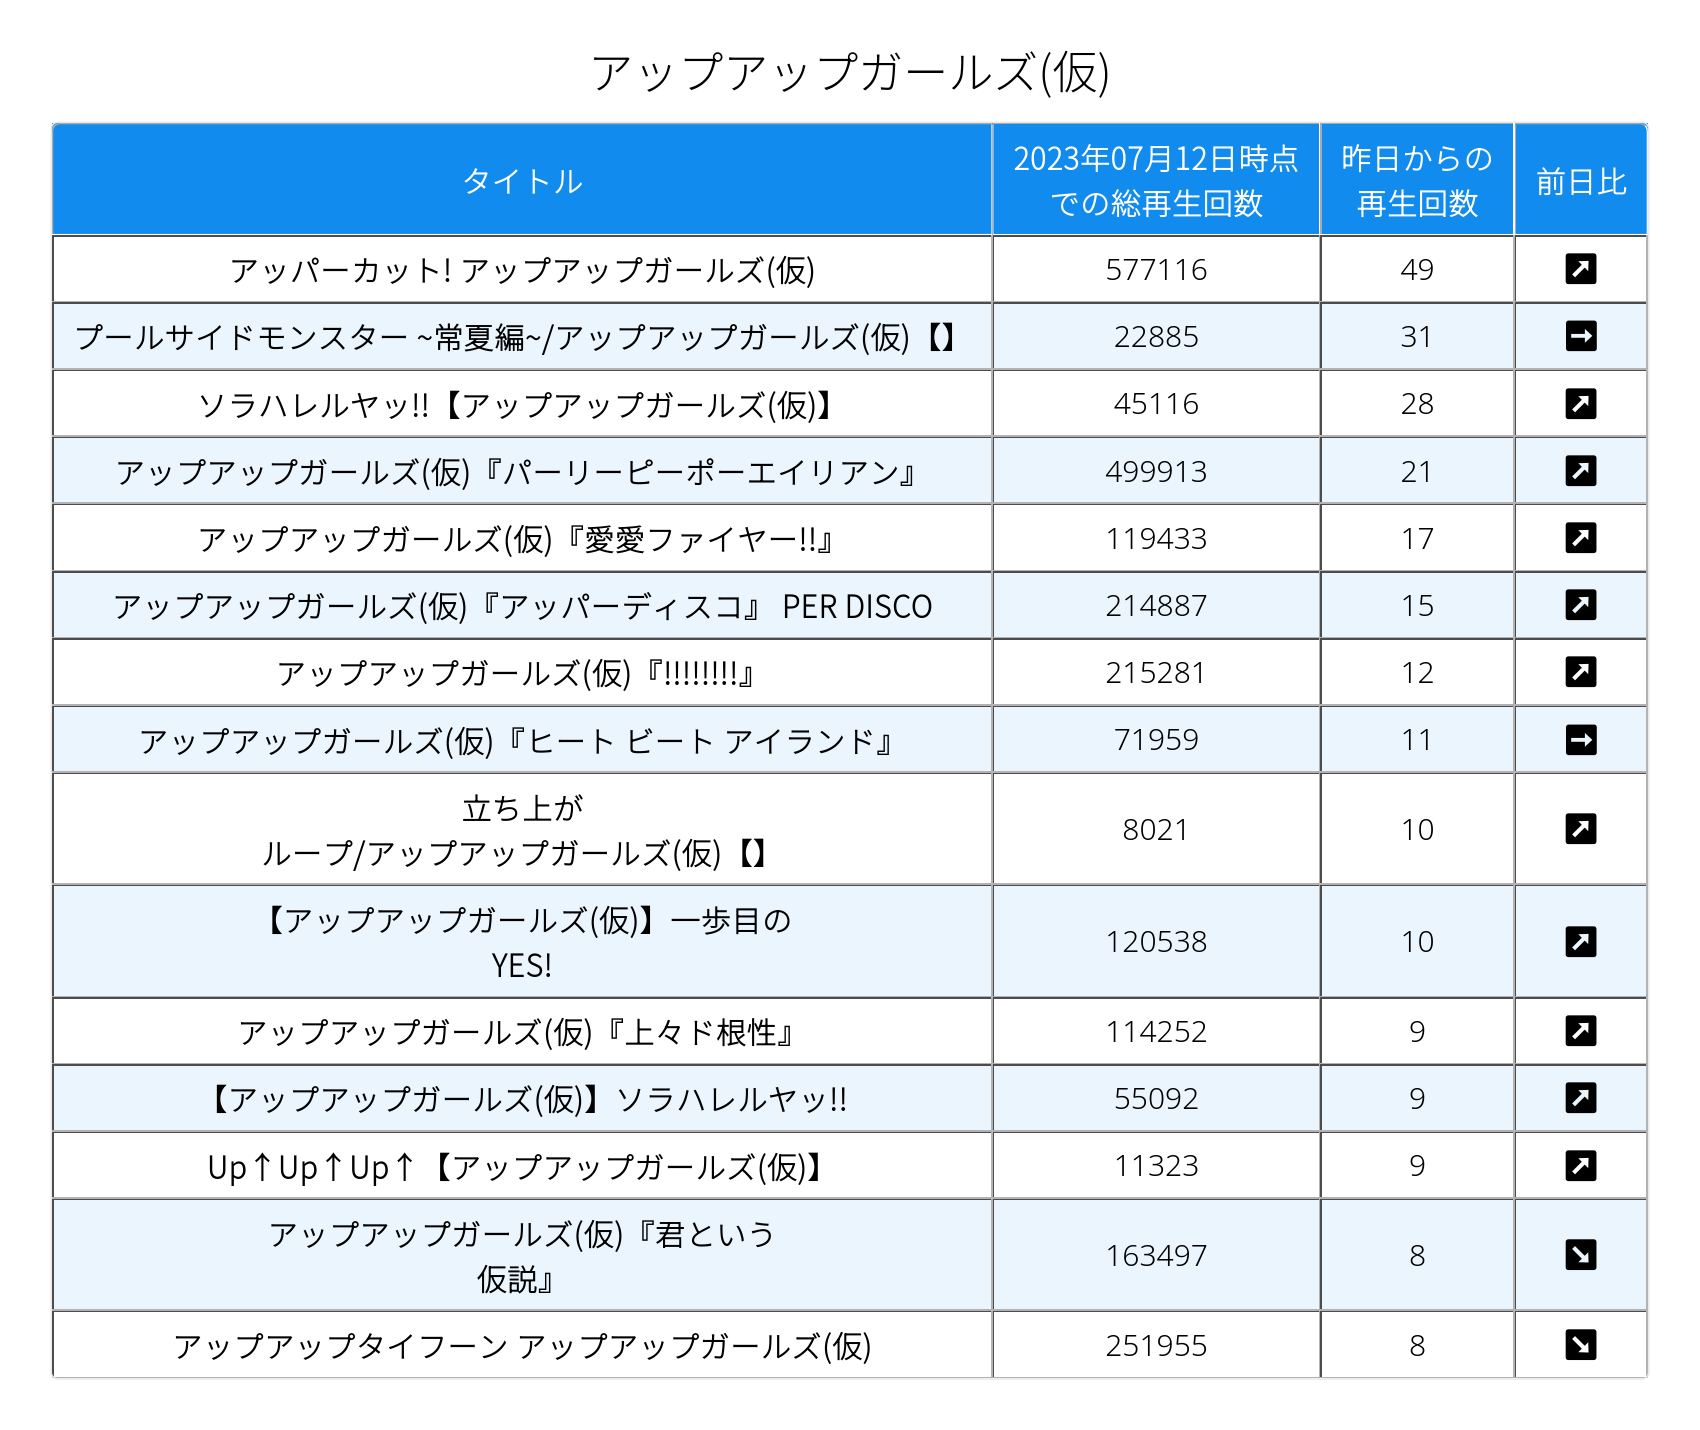 アップアップガールズ(仮)
タイトル
2023年07月12日時点
での総再生回数
昨日からの
再生回数
前日比
アッパーカット! アップアップガールズ(仮) 577116 49 ↗
プールサイドモンスター ~常夏編~/アップアップガールズ(仮)【】 22885 31 →
ソラハレルヤッ!!【アップアップガールズ(仮)】 45116 28 ↗
アップアップガールズ(仮)『パーリーピーポーエイリアン』 499913 21 ↗
アップアップガールズ(仮)『愛愛ファイヤー!!』 119433 17 ↗
アップアップガールズ(仮)『アッパーディスコ』 PER DISCO 214887 15 ↗
アップアップガールズ(仮)『!!!!!!!!』 215281 12 ↗
アップアップガールズ(仮)『ヒート ビート アイランド』 71959 11 →
立ち上が
ループ/アップアップガールズ(仮)【】 8021 10 ↗
【アップアップガールズ(仮)】一歩目の
YES! 120538 10 ↗
アップアップガールズ(仮)『上々ド根性』 114252 9 ↗
【アップアップガールズ(仮)】ソラハレルヤッ!! 55092 9 ↗
Up↑Up↑Up↑【アップアップガールズ(仮)】 11323 9 ↗
アップアップガールズ(仮)『君という
仮説』 163497 8 ↘
アップアップタイフーン アップアップガールズ(仮) 251955 8 ↘